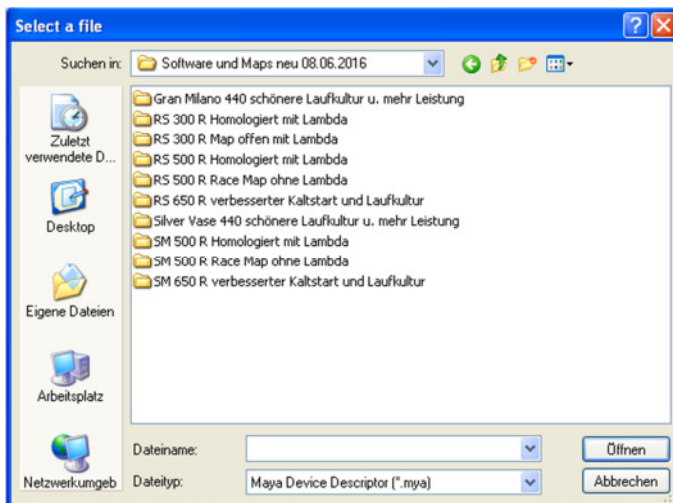 Select a file
Suchen in:
Software und Maps neu 08.06.2016
Zuletzt
verwendete D...
Desktop
Eigene Dateien
Arbeitsplatz
Netzwerkumgeb
Gran Milano 440 schönere Laufkultur u. mehr Leistung
RS 300 R Homologiert mit Lambda
RS 300 R Map offen mit Lambda
RS 500 R Homologiert mit Lambda
RS 500 R Race Map ohne Lambda
RS 650 R verbesserter Kaltstart und Laufkultur
Silver Vase 440 schönere Laufkultur u. mehr Leistung
SM 500 R Homologiert mit Lambda
SM 500 R Race Map ohne Lambda
SM 650 R verbesserter Kaltstart und Laufkultur
Dateiname:
Öffnen
Dateityp:
Maya Device Descriptor (*.mya)
Abbrechen